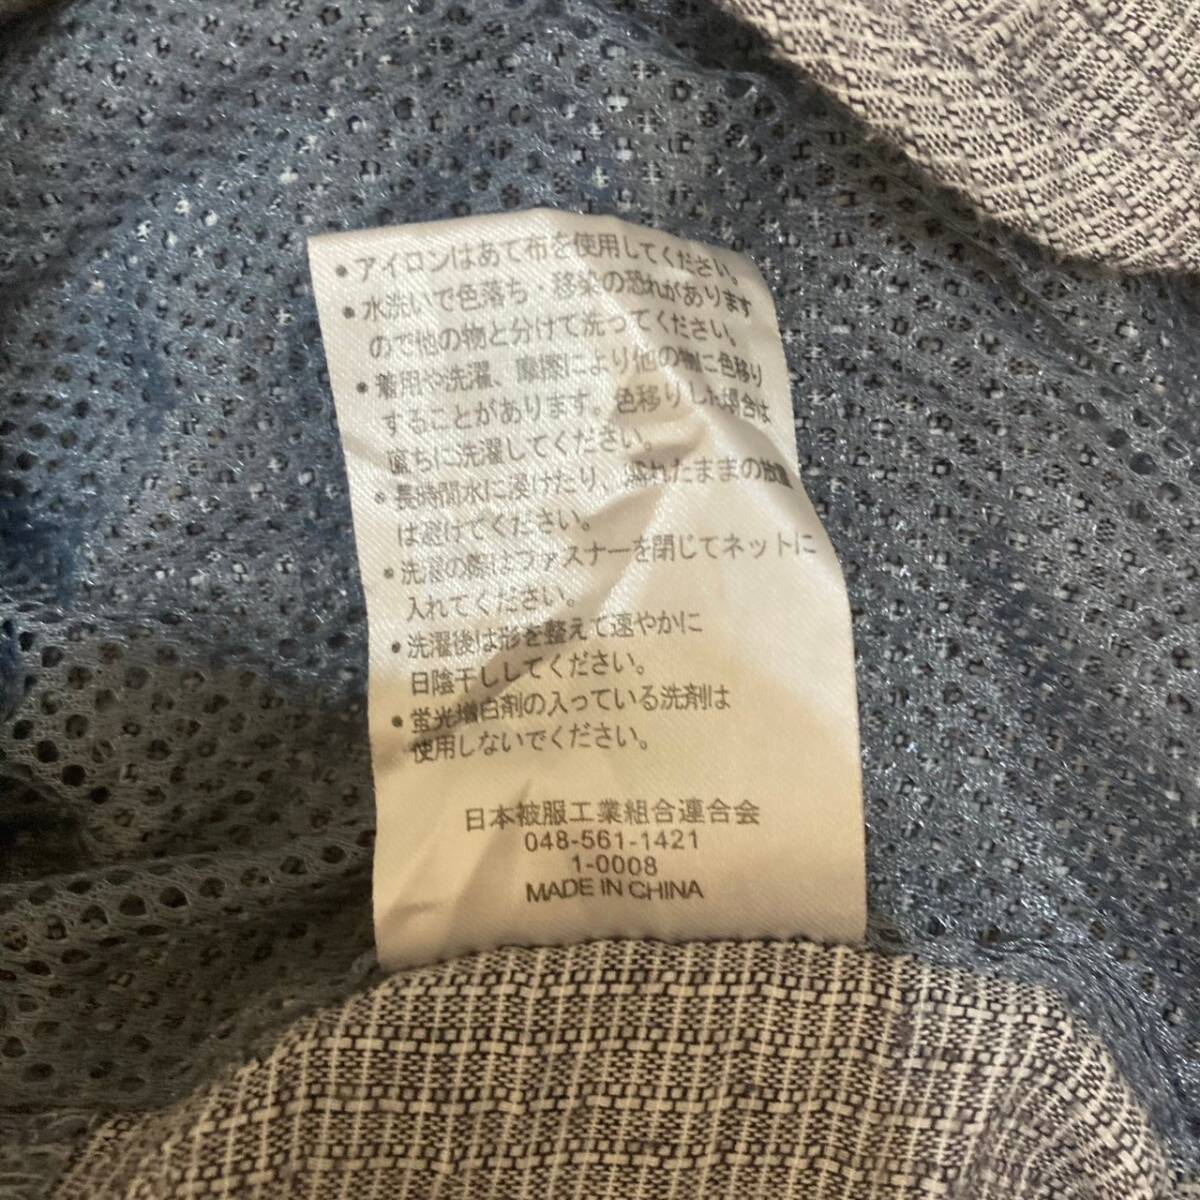 ・アイロンはあて布を使用してください。
・水洗いで色落ち・移染の恐れがあります
ので他の物と分けて洗ってください。
・着用や洗濯、摩擦により他の物に色移り
することがあります。色移りした場合は
直ちに洗濯してください。
・長時間水に浸けたり、濡れたままの放置
は避けてください。
・洗濯の際はファスナーを閉じてネットに
入れてください。
・洗濯後は形を整えて速やかに
日陰干ししてください。
・蛍光増白剤の入っている洗剤は
使用しないでください。
日本被服工業組合連合会
048-561-1421
1-0008
MADE IN CHINA